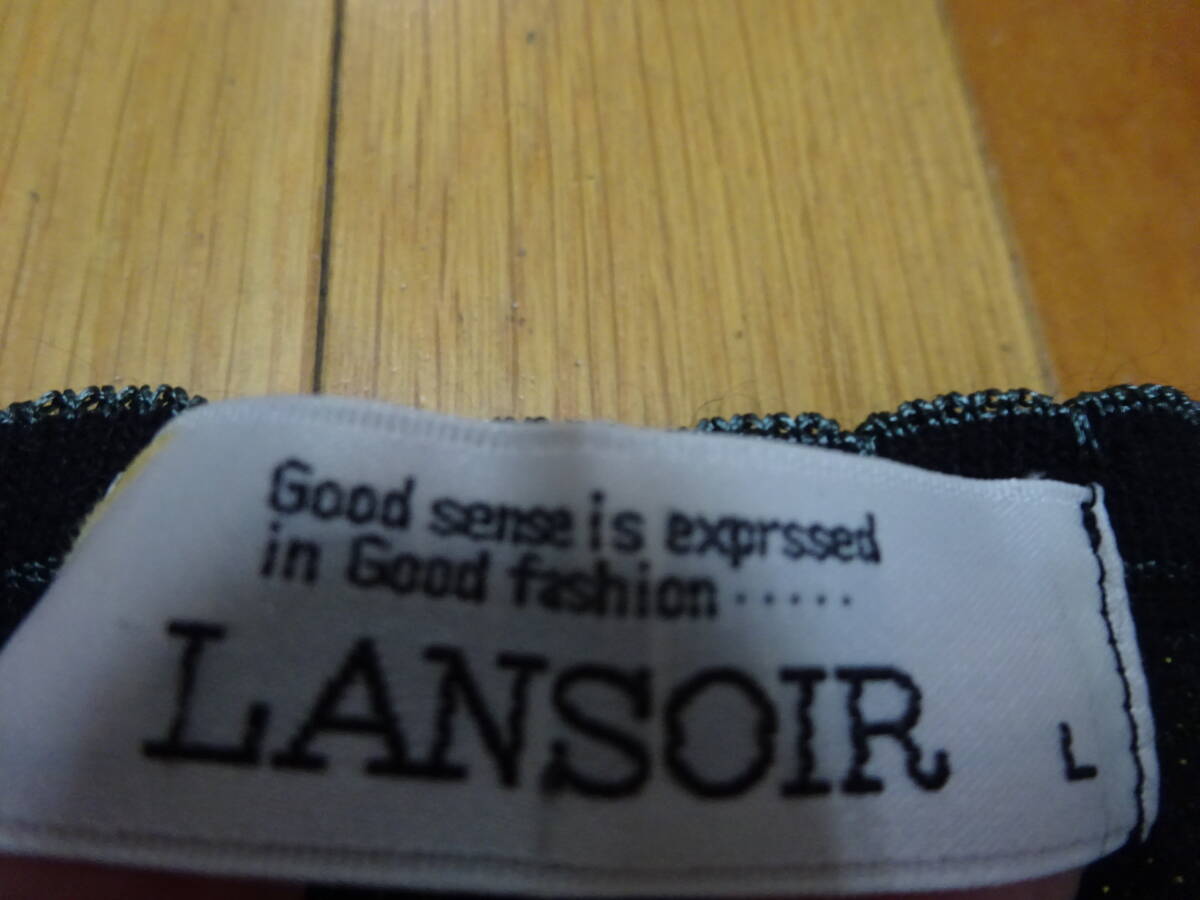 Good sense is exprssed
in Good fashion·····
LANSOIR
L